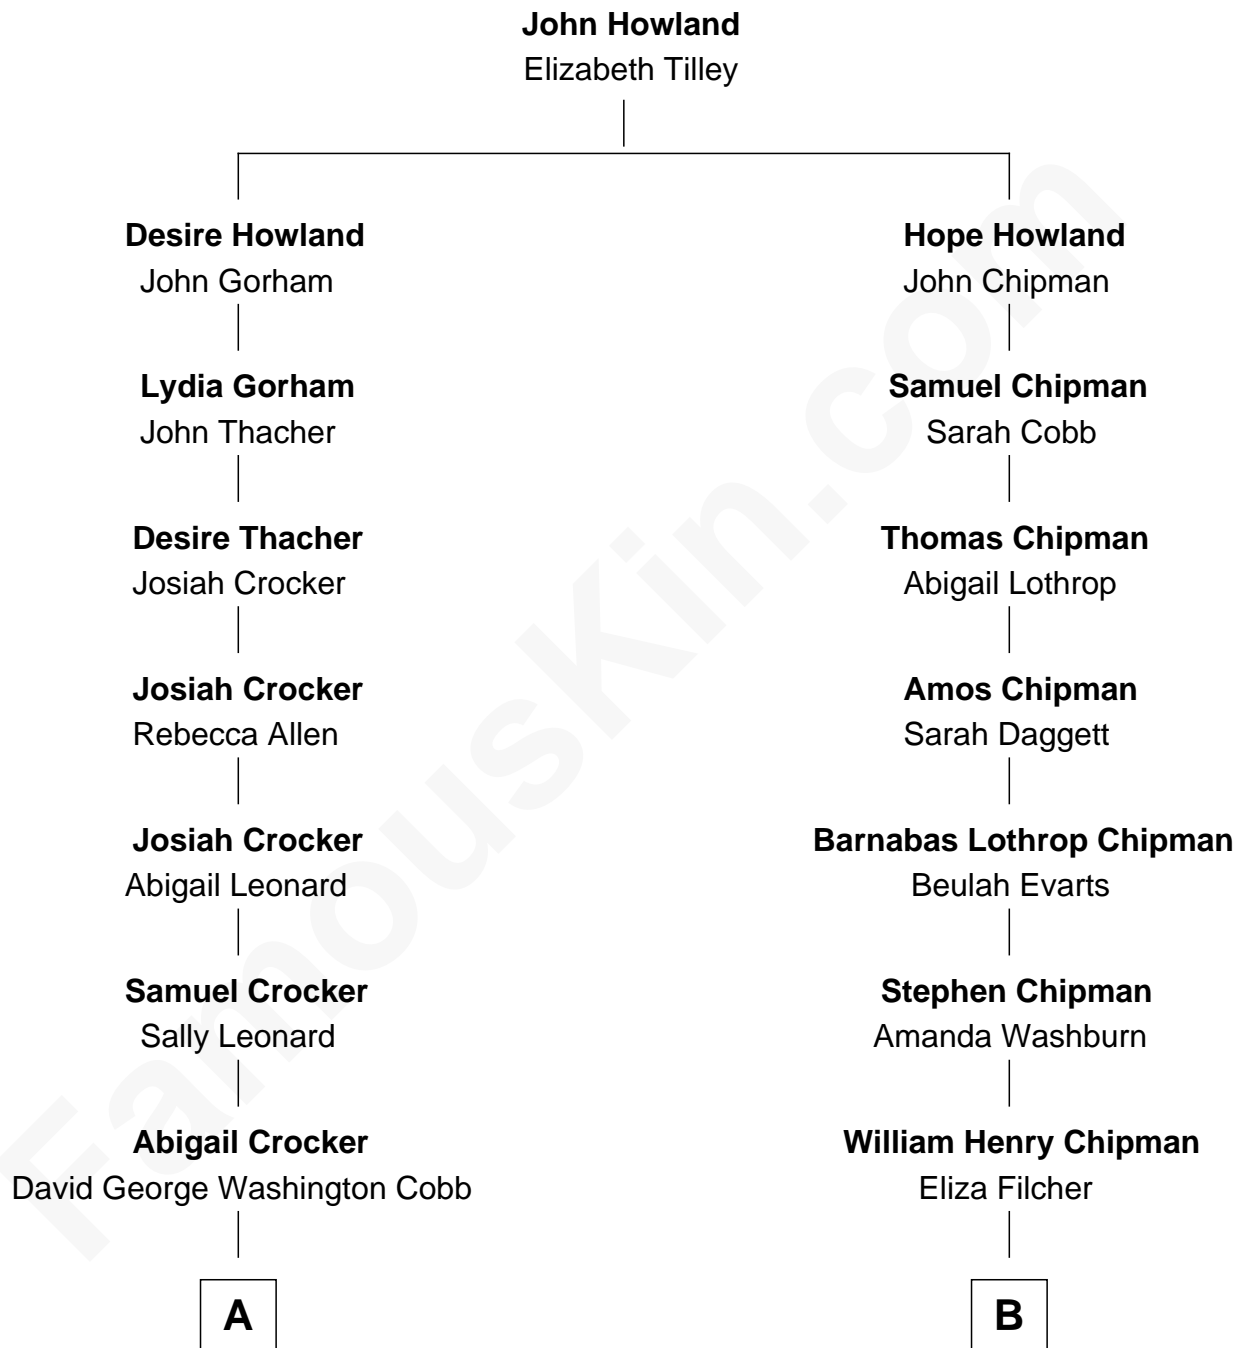 John Howland
Elizabeth Tilley
Desire Howland
John Gorham
Hope Howland
John Chipman
Lydia Gorham
John Thacher
Samuel Chipman
Sarah Cobb
Desire Thacher
Josiah Crocker
Thomas Chipman
Abigail Lothrop
Josiah Crocker
Rebecca Allen
Amos Chipman
Sarah Daggett
Josiah Crocker
Abigail Leonard
Barnabas Lothrop Chipman
Beulah Evarts
Samuel Crocker
Sally Leonard
Stephen Chipman
Amanda Washburn
Abigail Crocker
David George Washington Cobb
William Henry Chipman
Eliza Filcher
A
B
FamousKin.com